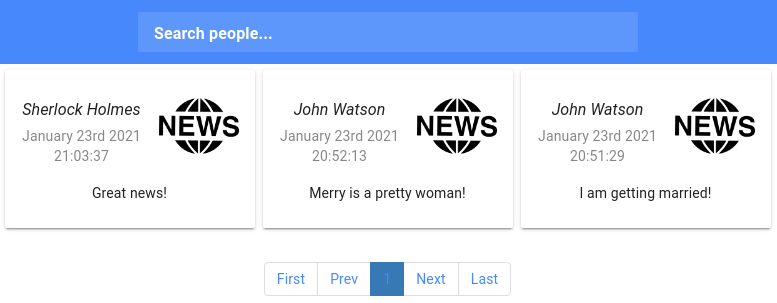 Search people...
Sherlock Holmes
January 23rd 2021
21:03:37
NEWS
Great news!
John Watson
January 23rd 2021
20:52:13
NEWS
Merry is a pretty woman!
John Watson
January 23rd 2021
20:51:29
NEWS
I am getting married!
First Prev 1 Next Last